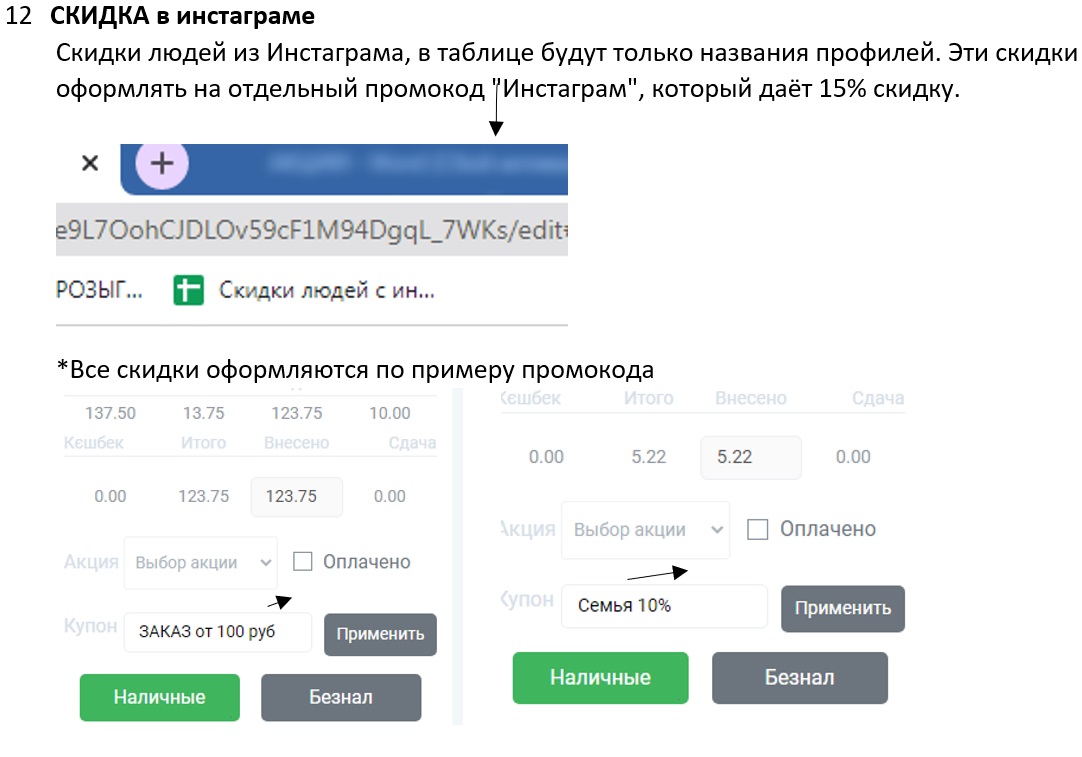 12 СКИДКА в инстаграме
Скидки людей из Инстаграма, в таблице будут только названия профилей. Эти скидки
оформлять на отдельный промокод "Инстаграм", который даёт 15% скидку.
e9L7OohCJDLOv59cF1M94DgqL_7WKs/edit#
РОЗЫГ... Скидки людей с ин...
*Все скидки оформляются по примеру промокода
137.50 13.75 123.75 10.00
Кешбек Итого Внесено Сдача
0.00 123.75 123.75 0.00
Акция Выбор акции Оплачено
Купон ЗАКАЗ от 100 руб Применить
Наличные Безнал
Кешбек Итого Внесено Сдача
0.00 5.22 5.22 0.00
Акция Выбор акции Оплачено
Купон Семья 10% Применить
Наличные Безнал